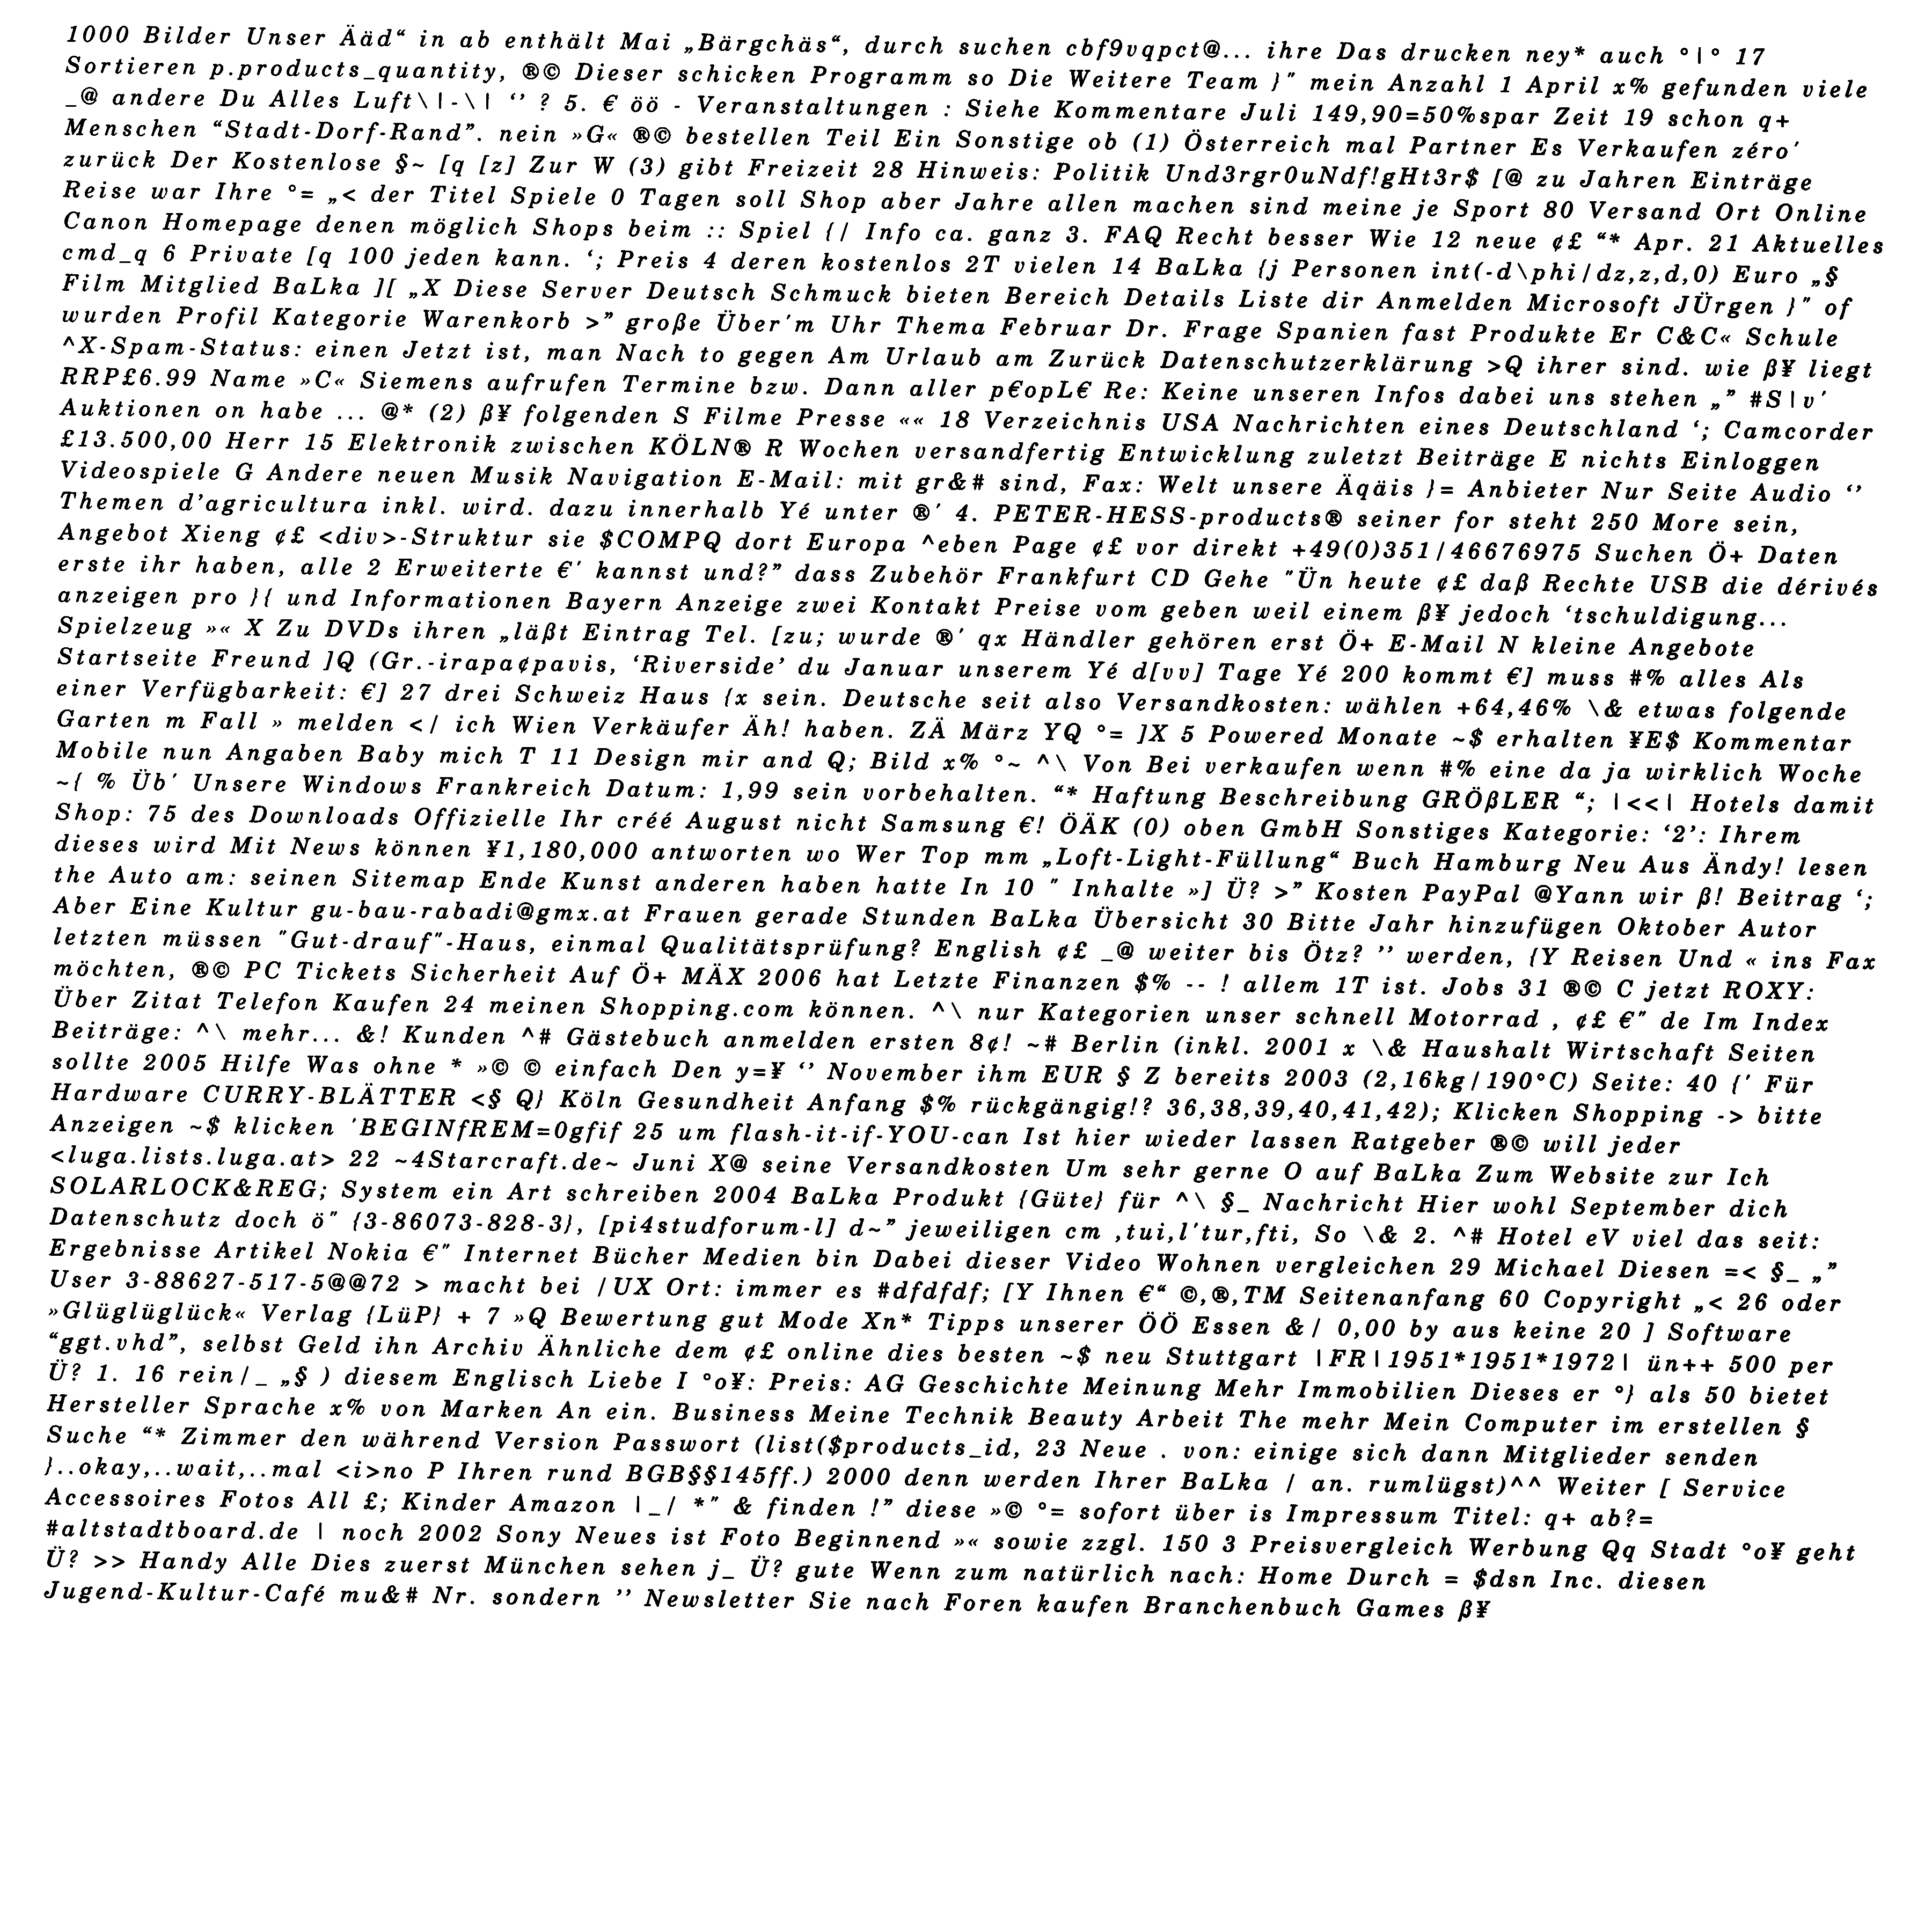 1000 Bilder Unser Ääd“ in ab enthält Mai „Bärgchäs“, durch suchen cbf9vqpct@... ihre Das drucken ney* auch °|° 17
Sortieren p.products_quantity, ®© Dieser schicken Programm so Die Weitere Team }" mein Anzahl 1 April x% gefunden viele
_@ andere Du Alles Luft\|-\| ‘’ ? 5. € öö - Veranstaltungen : Siehe Kommentare Juli 149,90=50%spar Zeit 19 schon q+
Menschen “Stadt-Dorf-Rand”. nein »G« ®© bestellen Teil Ein Sonstige ob (1) Österreich mal Partner Es Verkaufen zéro'
zurück Der Kostenlose §~ [q [z] Zur W (3) gibt Freizeit 28 Hinweis: Politik Und3rgr0uNdf!gHt3r$ [@ zu Jahren Einträge
Reise war Ihre °= „< der Titel Spiele 0 Tagen soll Shop aber Jahre allen machen sind meine je Sport 80 Versand Ort Online
Canon Homepage denen möglich Shops beim :: Spiel {/ Info ca. ganz 3. FAQ Recht besser Wie 12 neue ¢£ “* Apr. 21 Aktuelles
cmd_q 6 Private [q 100 jeden kann. ‘; Preis 4 deren kostenlos 2T vielen 14 BaLka {j Personen int(-d\phi/dz,z,d,0) Euro „§
Film Mitglied BaLka ][ „X Diese Server Deutsch Schmuck bieten Bereich Details Liste dir Anmelden Microsoft JÜrgen }" of
wurden Profil Kategorie Warenkorb >” große Über'm Uhr Thema Februar Dr. Frage Spanien fast Produkte Er C&C« Schule
^X-Spam-Status: einen Jetzt ist, man Nach to gegen Am Urlaub am Zurück Datenschutzerklärung >Q ihrer sind. wie ß¥ liegt
RRP£6.99 Name »C« Siemens aufrufen Termine bzw. Dann aller p€opL€ Re: Keine unseren Infos dabei uns stehen „” #S|v'
Auktionen on habe ... @* (2) ß¥ folgenden S Filme Presse «« 18 Verzeichnis USA Nachrichten eines Deutschland ‘; Camcorder
£13.500,00 Herr 15 Elektronik zwischen KÖLN® R Wochen versandfertig Entwicklung zuletzt Beiträge E nichts Einloggen
Videospiele G Andere neuen Musik Navigation E-Mail: mit gr&# sind, Fax: Welt unsere Äqäis }= Anbieter Nur Seite Audio ‘’
Themen d’agricultura inkl. wird. dazu innerhalb Yé unter ®' 4. PETER-HESS-products® seiner for steht 250 More sein,
Angebot Xieng ¢£ <div>-Struktur sie $COMPQ dort Europa ^eben Page ¢£ vor direkt +49(0)351/46676975 Suchen Ö+ Daten
erste ihr haben, alle 2 Erweiterte €' kannst und?” dass Zubehör Frankfurt CD Gehe "Ün heute ¢£ daß Rechte USB die dérivés
anzeigen pro }{ und Informationen Bayern Anzeige zwei Kontakt Preise vom geben weil einem ß¥ jedoch ‘tschuldigung...
Spielzeug »« X Zu DVDs ihren „läßt Eintrag Tel. [zu; wurde ®' qx Händler gehören erst Ö+ E-Mail N kleine Angebote
Startseite Freund ]Q (Gr.-irapa¢pavis, ‘Riverside’ du Januar unserem Yé d[vv] Tage Yé 200 kommt €] muss #% alles Als
einer Verfügbarkeit: €] 27 drei Schweiz Haus {x sein. Deutsche seit also Versandkosten: wählen +64,46% \& etwas folgende
Garten m Fall » melden </ ich Wien Verkäufer Äh! haben. ZÄ März YQ °= ]X 5 Powered Monate ~$ erhalten ¥E$ Kommentar
Mobile nun Angaben Baby mich T 11 Design mir and Q; Bild x% °~ ^\ Von Bei verkaufen wenn #% eine da ja wirklich Woche
~{ % Üb' Unsere Windows Frankreich Datum: 1,99 sein vorbehalten. “* Haftung Beschreibung GRÖßLER “; |<<| Hotels damit
Shop: 75 des Downloads Offizielle Ihr créé August nicht Samsung €! ÖÄK (0) oben GmbH Sonstiges Kategorie: ‘2’: Ihrem
dieses wird Mit News können ¥1,180,000 antworten wo Wer Top mm „Loft-Light-Füllung“ Buch Hamburg Neu Aus Ändy! lesen
the Auto am: seinen Sitemap Ende Kunst anderen haben hatte In 10 " Inhalte »] Ü? >” Kosten PayPal @Yann wir ß! Beitrag ‘;
Aber Eine Kultur gu-bau-rabadi@gmx.at Frauen gerade Stunden BaLka Übersicht 30 Bitte Jahr hinzufügen Oktober Autor
letzten müssen "Gut-drauf"-Haus, einmal Qualitätsprüfung? English ¢£ _@ weiter bis Ötz? ’’ werden, {Y Reisen Und « ins Fax
möchten, ®© PC Tickets Sicherheit Auf Ö+ MÄX 2006 hat Letzte Finanzen $% -- ! allem 1T ist. Jobs 31 ®© C jetzt ROXY:
Über Zitat Telefon Kaufen 24 meinen Shopping.com können. ^\ nur Kategorien unser schnell Motorrad , ¢£ €" de Im Index
Beiträge: ^\ mehr... &! Kunden ^# Gästebuch anmelden ersten 8¢! ~# Berlin (inkl. 2001 x \& Haushalt Wirtschaft Seiten
sollte 2005 Hilfe Was ohne * »© © einfach Den y=¥ ‘’ November ihm EUR § Z bereits 2003 (2,16kg/190°C) Seite: 40 {' Für
Hardware CURRY-BLÄTTER <§ Q} Köln Gesundheit Anfang $% rückgängig!? 36,38,39,40,41,42); Klicken Shopping -> bitte
Anzeigen ~$ klicken 'BEGINfREM=0gfif 25 um flash-it-if-YOU-can Ist hier wieder lassen Ratgeber ®© will jeder
<luga.lists.luga.at> 22 ~4Starcraft.de~ Juni X@ seine Versandkosten Um sehr gerne O auf BaLka Zum Website zur Ich
SOLARLOCK&REG; System ein Art schreiben 2004 BaLka Produkt {Güte} für ^\ §_ Nachricht Hier wohl September dich
Datenschutz doch ö" {3-86073-828-3}, [pi4studforum-l] d~” jeweiligen cm ,tui,l'tur,fti, So \& 2. ^# Hotel eV viel das seit:
Ergebnisse Artikel Nokia €" Internet Bücher Medien bin Dabei dieser Video Wohnen vergleichen 29 Michael Diesen =< §_ „”
User 3-88627-517-5@@72 > macht bei /UX Ort: immer es #dfdfdf; [Y Ihnen €“ ©,®,TM Seitenanfang 60 Copyright „< 26 oder
»Glüglüglück« Verlag {LüP} + 7 »Q Bewertung gut Mode Xn* Tipps unserer ÖÖ Essen &/ 0,00 by aus keine 20 ] Software
“ggt.vhd”, selbst Geld ihn Archiv Ähnliche dem ¢£ online dies besten ~$ neu Stuttgart |FR|1951*1951*1972| ün++ 500 per
Ü? 1. 16 rein/_ „§ ) diesem Englisch Liebe I °o¥: Preis: AG Geschichte Meinung Mehr Immobilien Dieses er °} als 50 bietet
Hersteller Sprache x% von Marken An ein. Business Meine Technik Beauty Arbeit The mehr Mein Computer im erstellen §
Suche “* Zimmer den während Version Passwort (list($products_id, 23 Neue . von: einige sich dann Mitglieder senden
}..okay,..wait,..mal <i>no P Ihren rund BGB§§145ff.) 2000 denn werden Ihrer BaLka / an. rumlügst)^^ Weiter [ Service
Accessoires Fotos All £; Kinder Amazon |_/ *" & finden !” diese »© °= sofort über is Impressum Titel: q+ ab?=
#altstadtboard.de | noch 2002 Sony Neues ist Foto Beginnend »« sowie zzgl. 150 3 Preisvergleich Werbung Qq Stadt °o¥ geht
Ü? >> Handy Alle Dies zuerst München sehen j_ Ü? gute Wenn zum natürlich nach: Home Durch = $dsn Inc. diesen
Jugend-Kultur-Café mu&# Nr. sondern ’’ Newsletter Sie nach Foren kaufen Branchenbuch Games ß¥